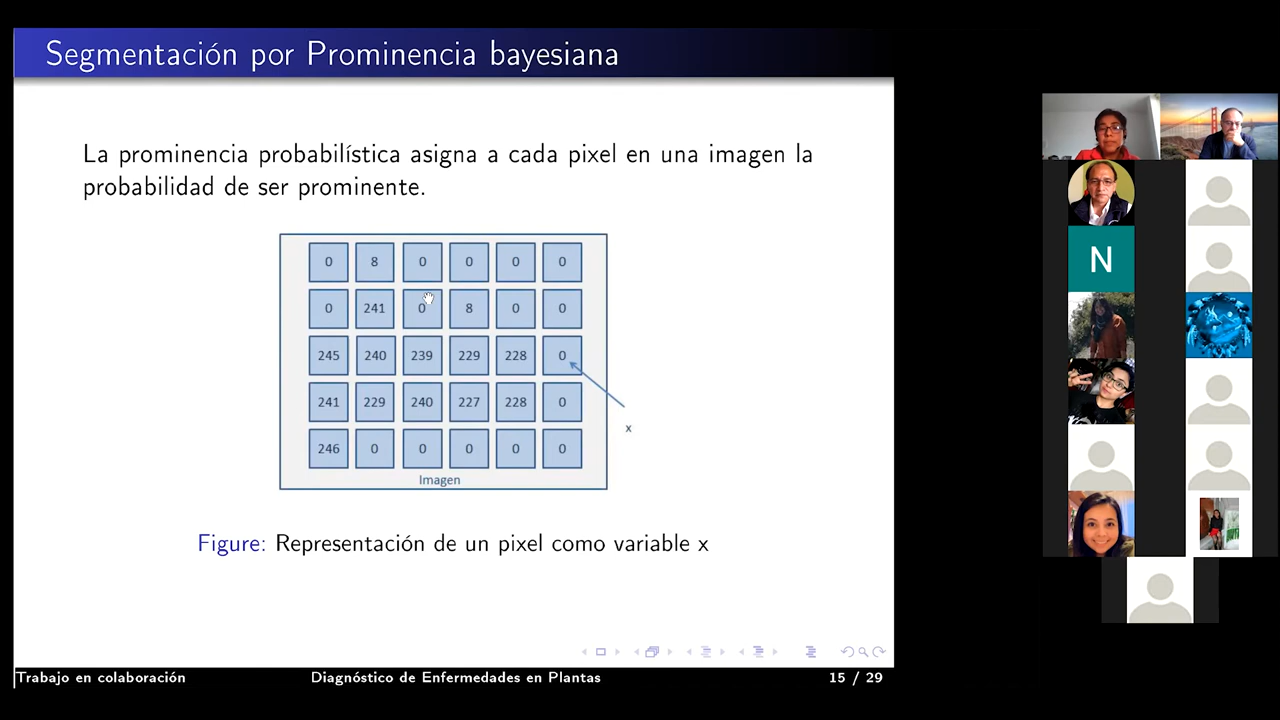 Segmentación por Prominencia bayesiana
La prominencia probabilística asigna a cada pixel en una imagen la
probabilidad de ser prominente.
0 8 0 0 0 0
0 241 0 8 0 0
245 240 239 229 228 0
241 229 240 227 228 0
246 0 0 0 0 0
x
Imagen
Figure: Representación de un pixel como variable x
Trabajo en colaboración Diagnóstico de Enfermedades en Plantas 15 / 29
N